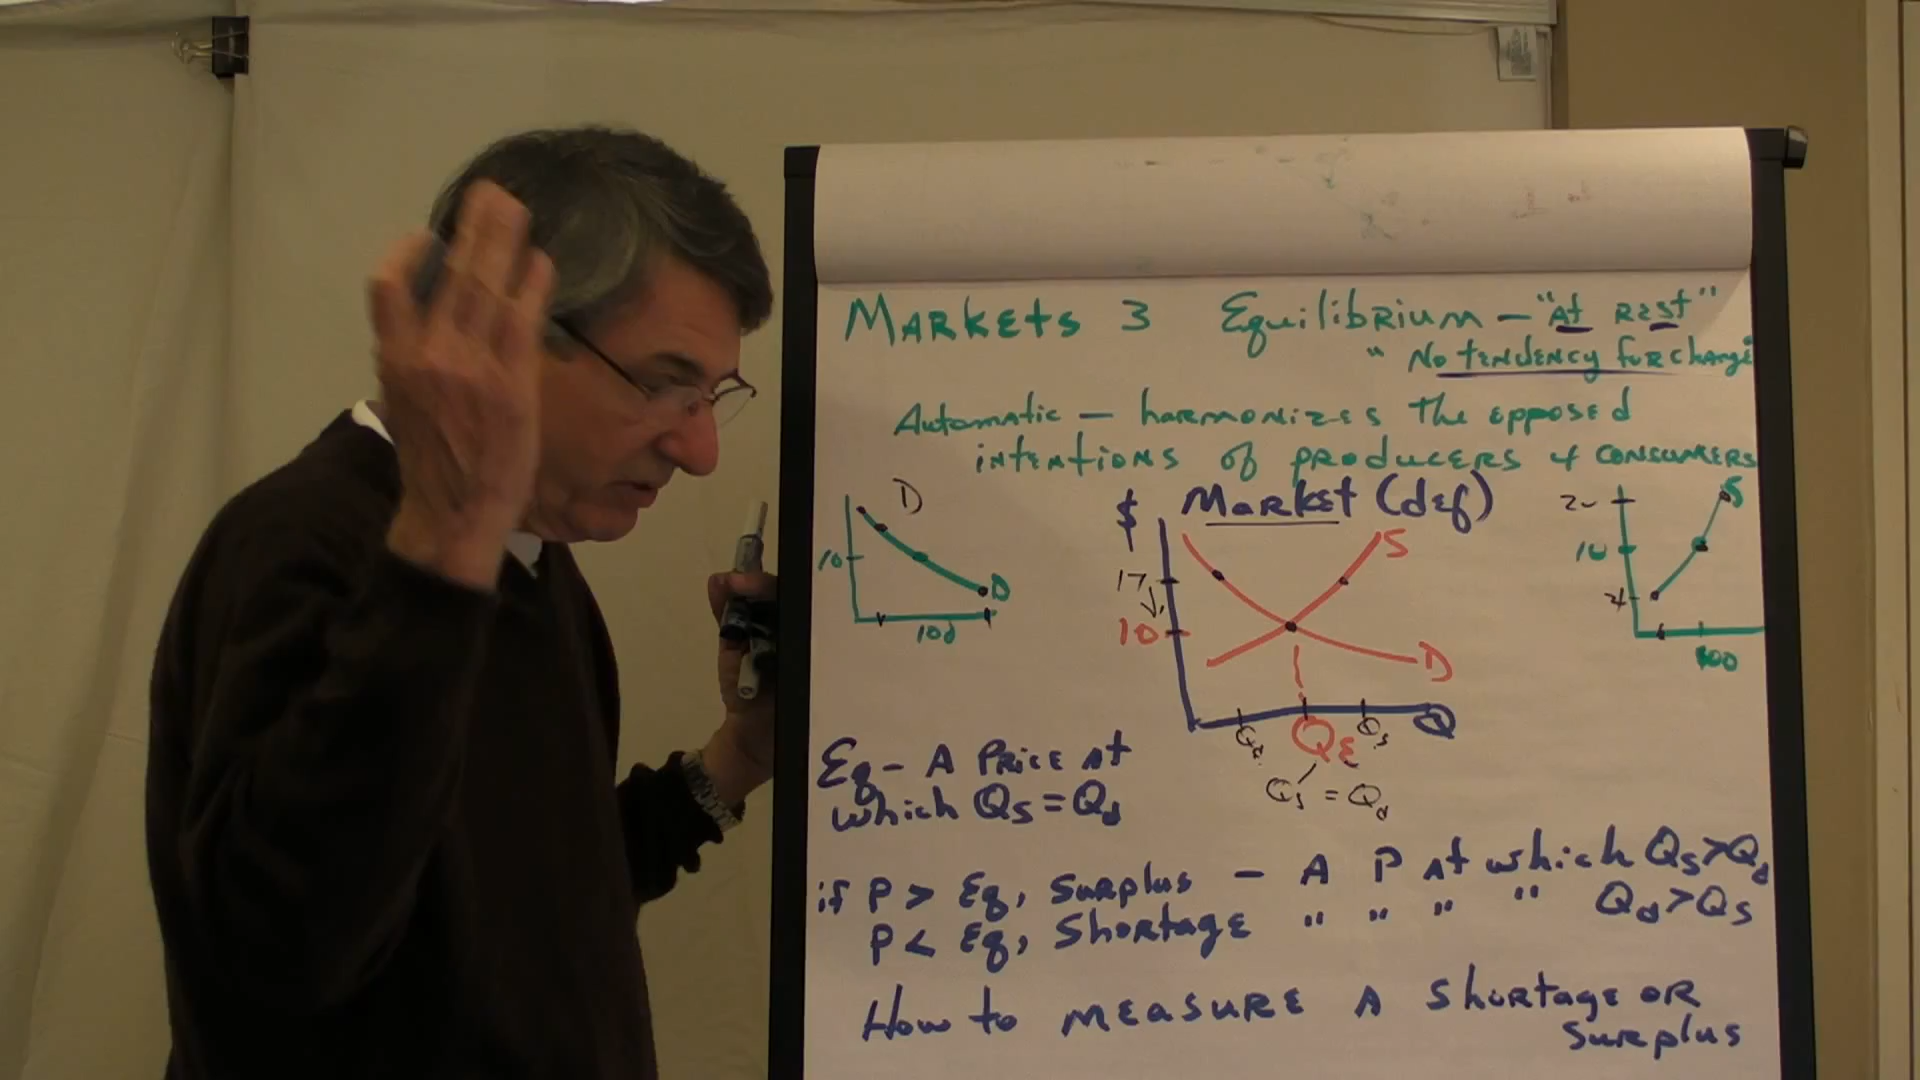 Markets 3 Equilibrium - "At Rest"
" No tendency for change"
Automatic - harmonizes the opposed
intentions of producers & consumers
$ Market (def)
D
10
D
100
17
10
S
D
Qd
QE
Qs
Q
Qs = Qd
20
10
4
S
100
Eq - A Price At
which Qs = Qd
if P > Eq, Surplus - A P At which Qs > Qd
P < Eq, Shortage " " " " Qd > Qs
How to measure A Shortage OR
Surplus